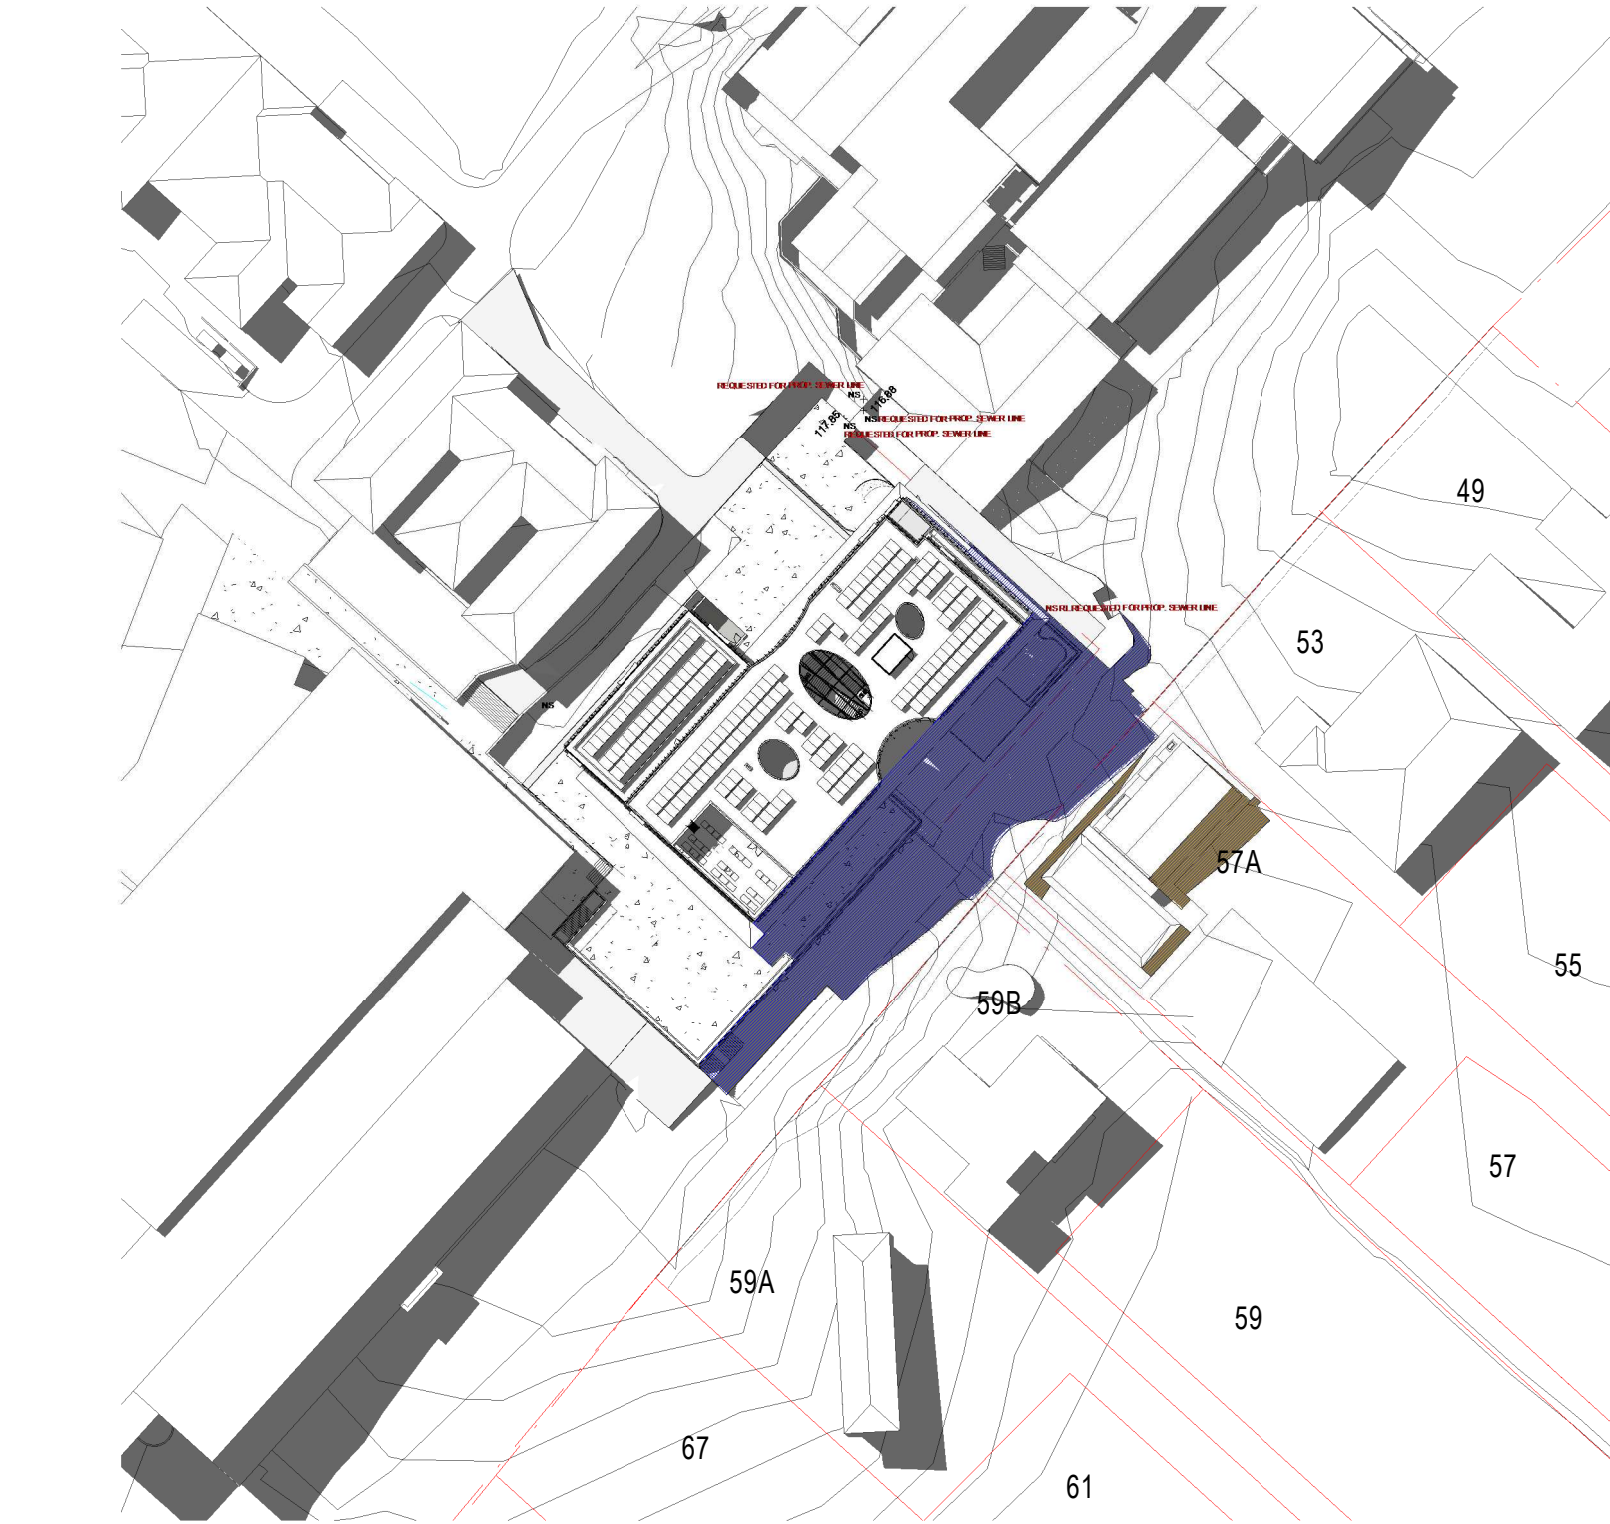 REQUESTED FOR PROP. SEWER LINE
NS
116.88
117.85
NS REQUESTED FOR PROP. SEWER LINE
NS
REQUESTED FOR PROP. SEWER LINE
49
NS RL REQUESTED FOR PROP. SEWER LINE
53
NS
57A
55
59B
57
59A
59
67
61